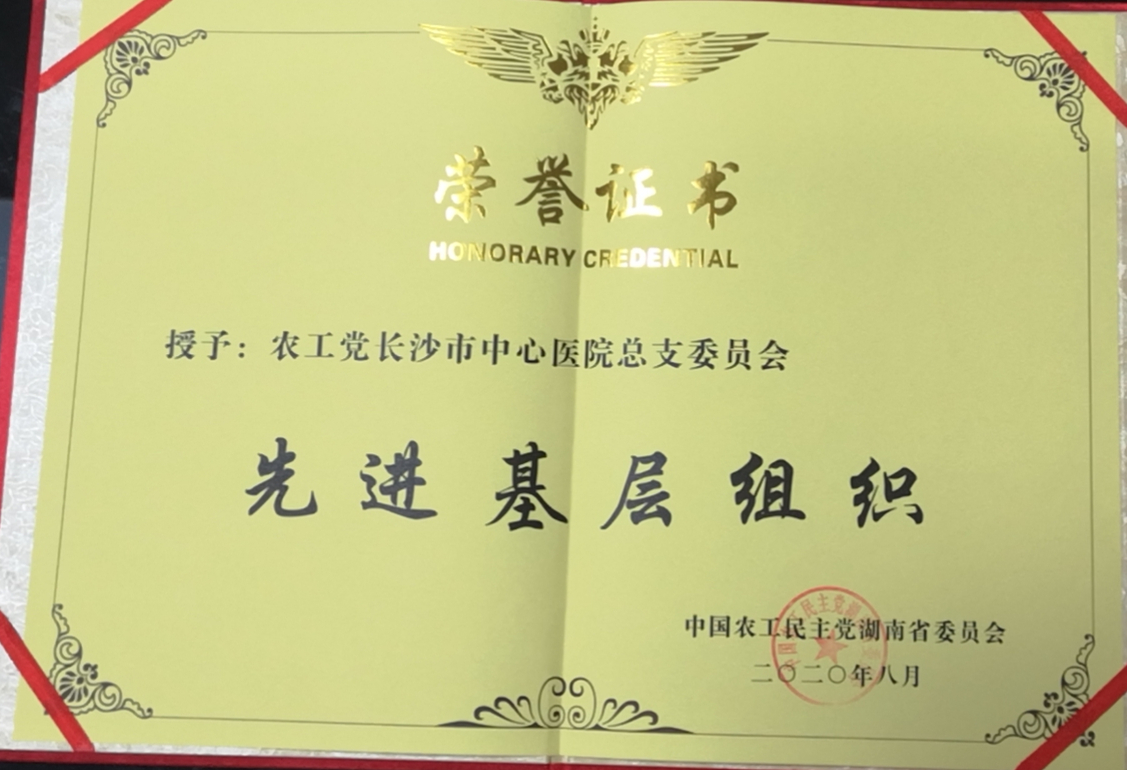 荣誉证书
HONORARY CREDENTIAL
授予：农工党长沙市中心医院总支委员会
先进基层组织
中国农工民主党湖南省委员会
二〇二〇年八月